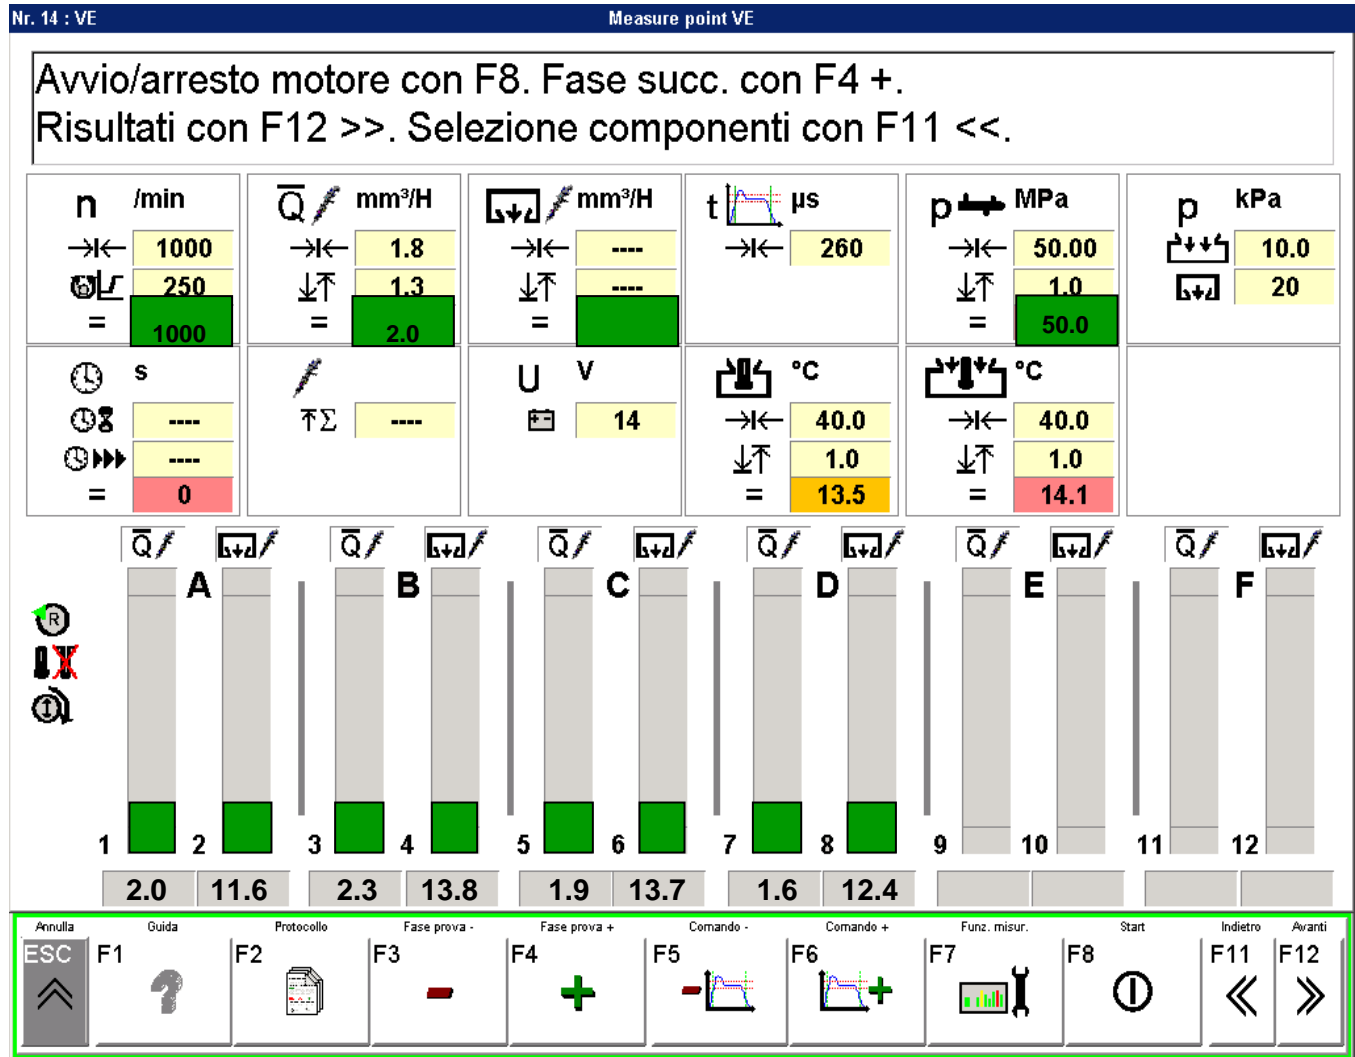 Nr. 14 : VE
Measure point VE
Avvio/arresto motore con F8. Fase succ. con F4 +.
Risultati con F12 >>. Selezione componenti con F11 <<.
n /min
1000
250
= 1000
Q mm³/H
1.8
1.3
= 2.0
mm³/H
----
----
=
t µs
260
p MPa
50.00
1.0
= 50.0
p kPa
10.0
20
s
----
----
= 0
Σ ----
U V
14
°C
40.0
1.0
= 13.5
°C
40.0
1.0
= 14.1
Q Q Q Q Q Q
A B C D E F
R
1 2 3 4 5 6 7 8 9 10 11 12
2.0 11.6 2.3 13.8 1.9 13.7 1.6 12.4
Annulla Guida Protocollo Fase prova - Fase prova + Comando - Comando + Funz. misur. Start Indietro Avanti
ESC F1 F2 F3 F4 F5 F6 F7 F8 F11 F12